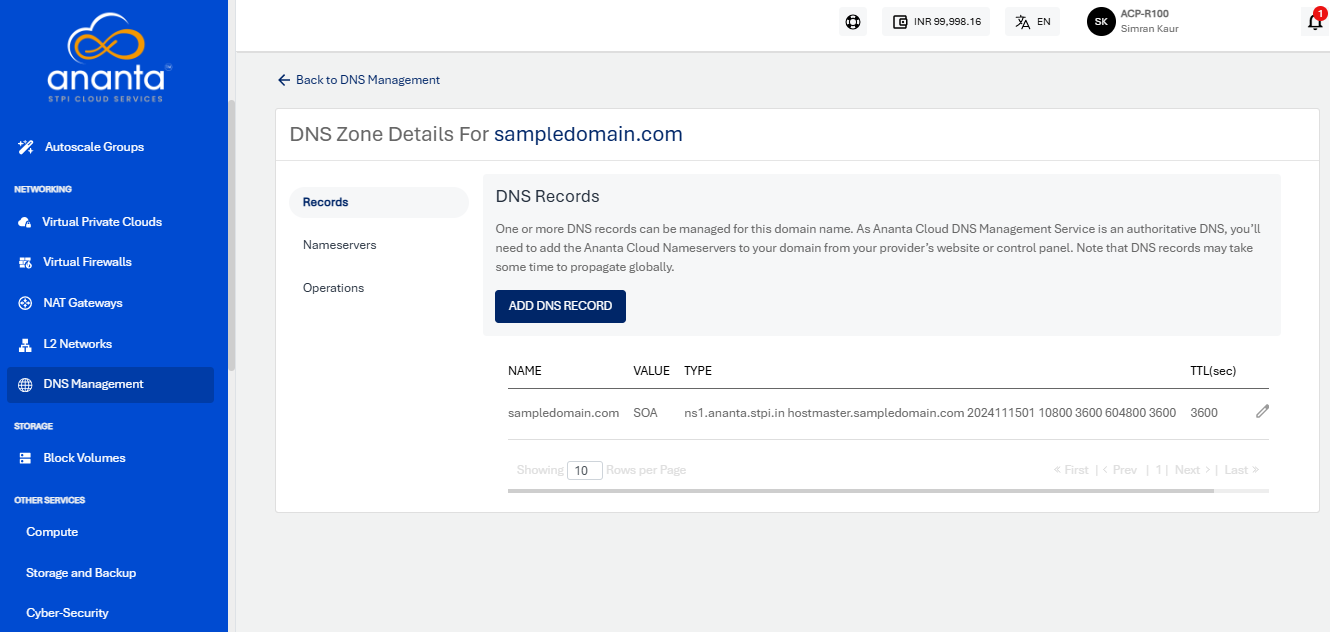 ananta™
STPI CLOUD SERVICES
Autoscale Groups
NETWORKING
Virtual Private Clouds
Virtual Firewalls
NAT Gateways
L2 Networks
DNS Management
STORAGE
Block Volumes
OTHER SERVICES
Compute
Storage and Backup
Cyber-Security
INR 99,998.16
EN
SK
ACP-R100
Simran Kaur
1
Back to DNS Management
DNS Zone Details For sampledomain.com
Records
Nameservers
Operations
DNS Records
One or more DNS records can be managed for this domain name. As Ananta Cloud DNS Management Service is an authoritative DNS, you'll
need to add the Ananta Cloud Nameservers to your domain from your provider's website or control panel. Note that DNS records may take
some time to propagate globally.
ADD DNS RECORD
NAME VALUE TYPE TTL(sec)
sampledomain.com SOA ns1.ananta.stpi.in hostmaster.sampledomain.com 2024111501 10800 3600 604800 3600 3600
Showing 10 Rows per Page « First | ‹ Prev | 1 | Next › | Last »